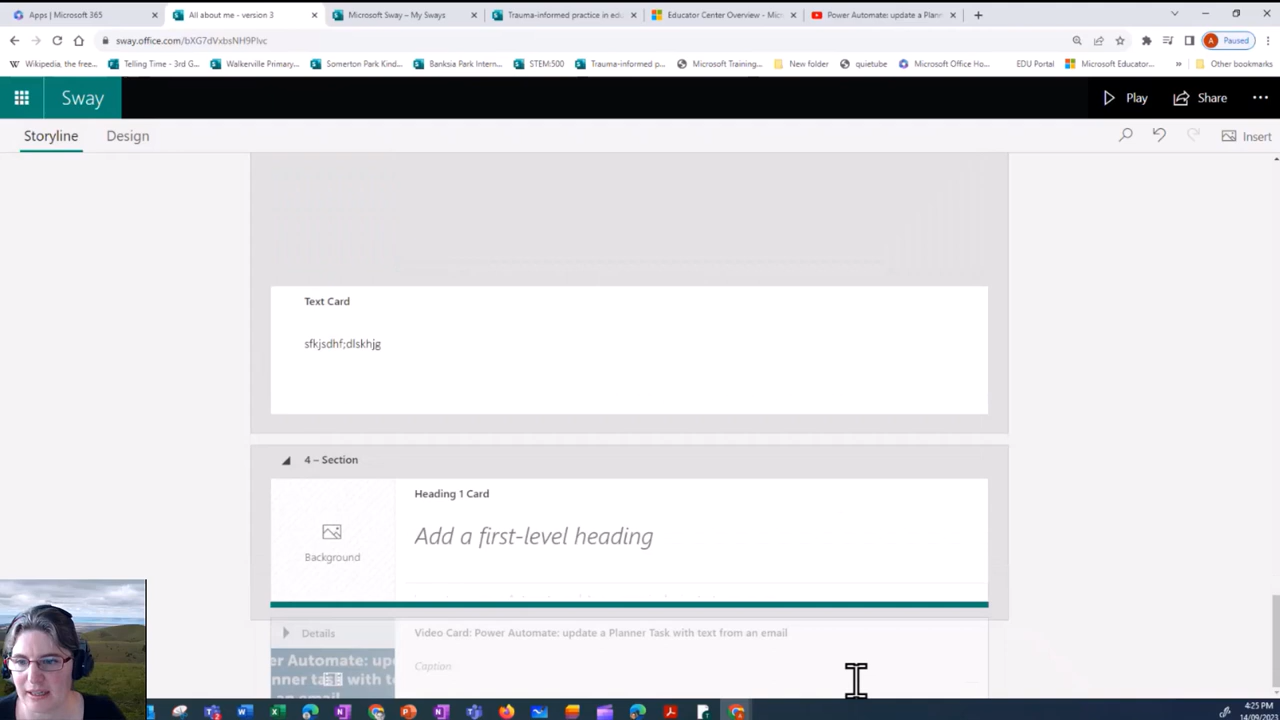 Apps | Microsoft 365
All about me - version 3
Microsoft Sway – My Sways
Trauma-informed practice in edu
Educator Center Overview - Micr
Power Automate: update a Plann
sway.office.com/bXG7dVxbsNH9Plvc
A Paused
W Wikipedia, the free...
Telling Time - 3rd G...
Walkerville Primary...
Somerton Park Kind...
Banksia Park Intern...
STEM:500
Trauma-informed p...
Microsoft Training...
New folder
quietube
Microsoft Office Ho...
EDU Portal
Microsoft Educator...
»
Other bookmarks
Sway
Play
Share
Storyline
Design
Insert
Text Card
sfkjsdhf;dlskhjg
4 – Section
Heading 1 Card
Add a first-level heading
Background
Details
Video Card: Power Automate: update a Planner Task with text from an email
Caption
4:25 PM
14/09/2023